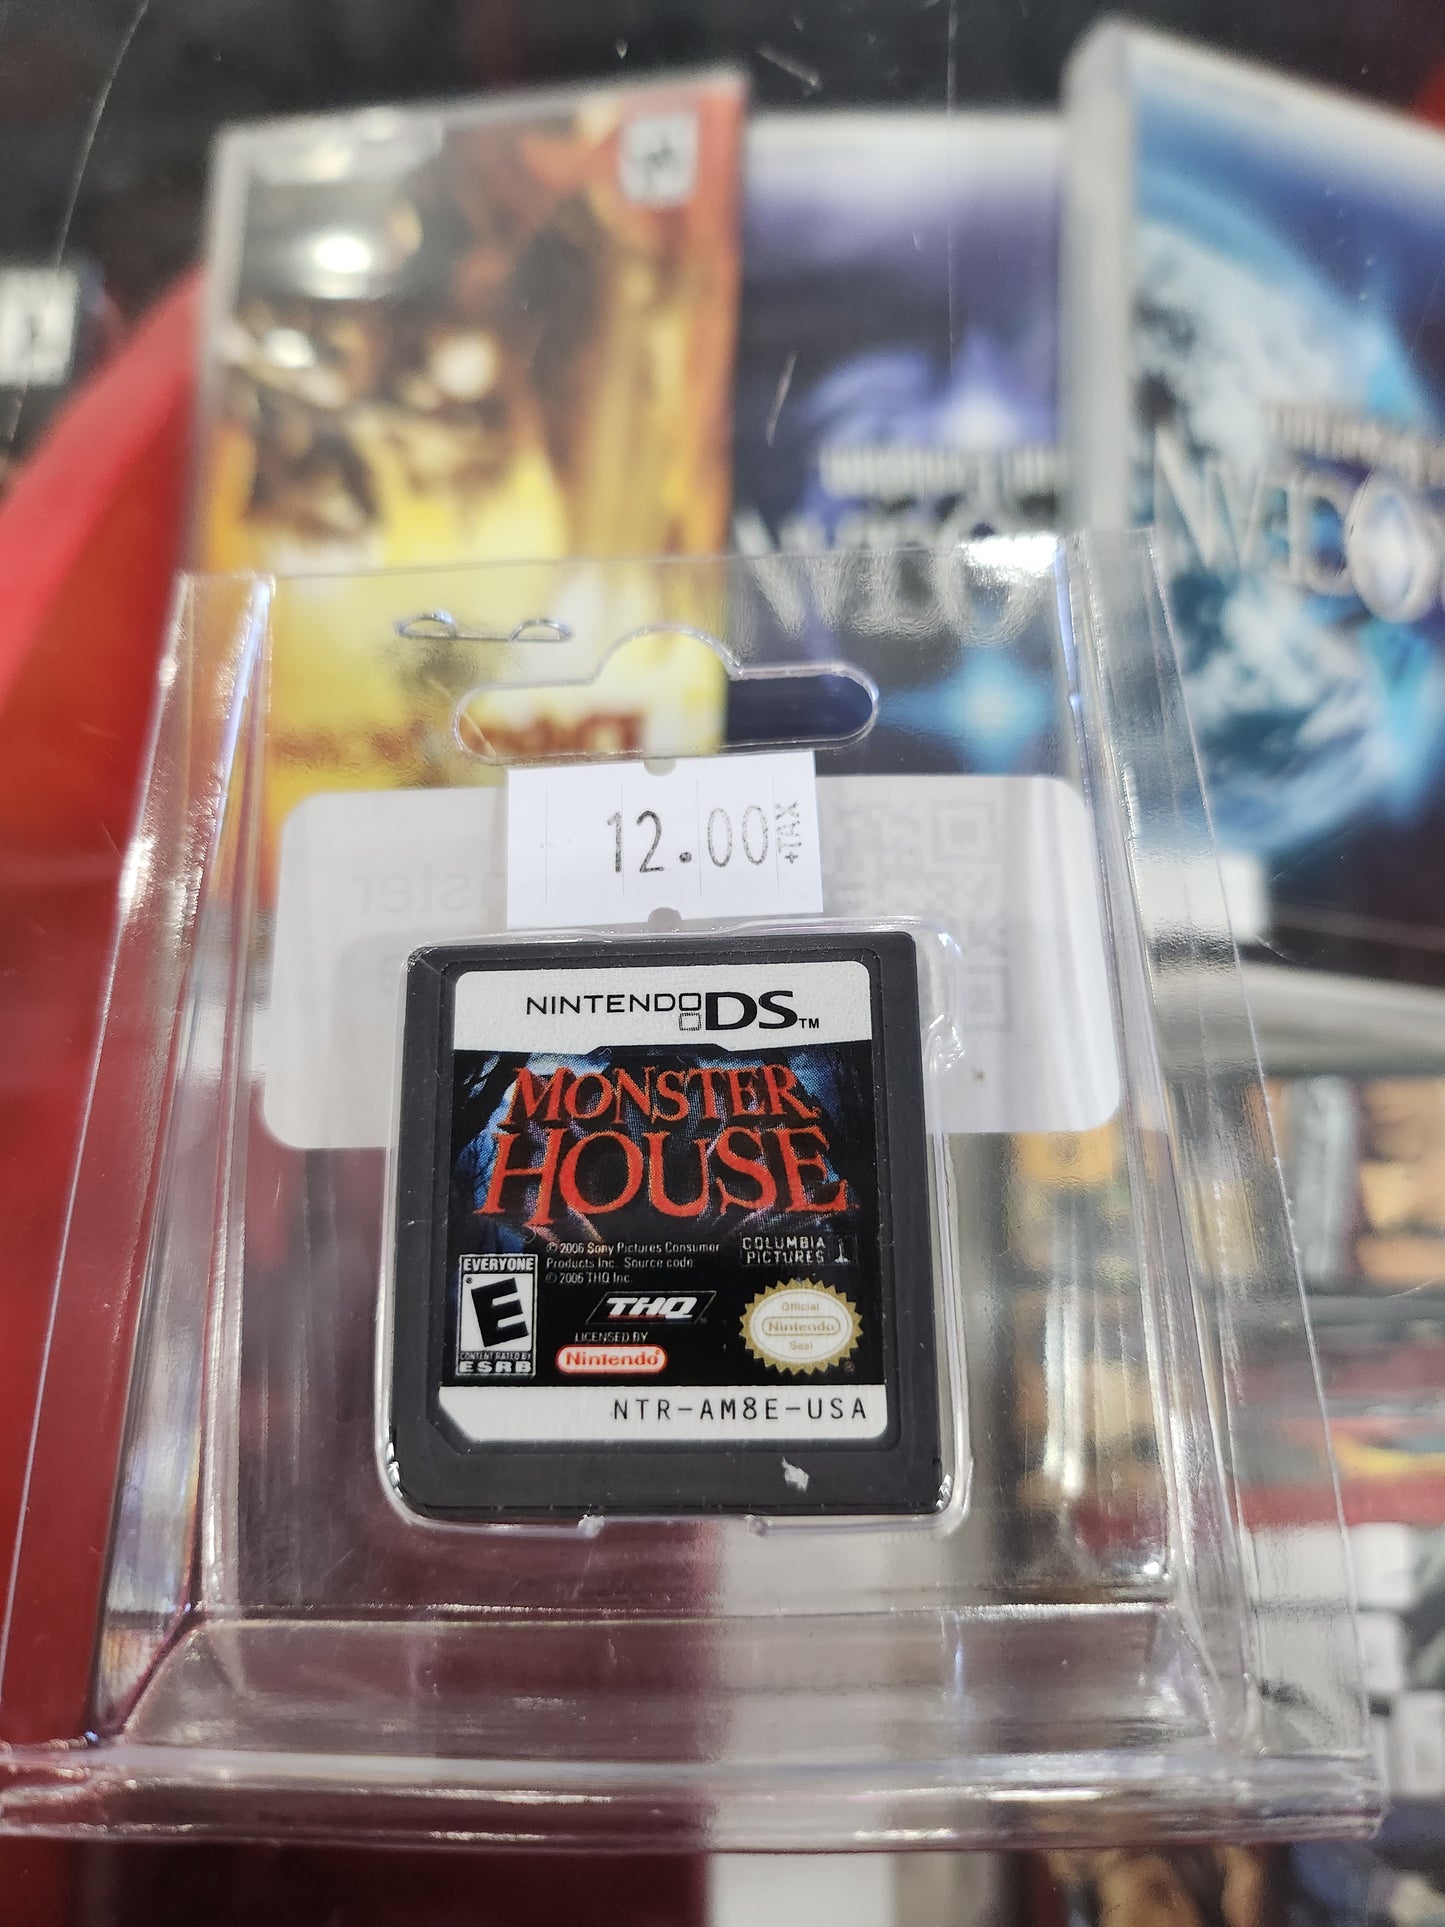 12.00
+TAX
NINTENDO DS™
MONSTER
HOUSE
© 2006 Sony Pictures Consumer
Products Inc. Source code
© 2006 THQ Inc.
COLUMBIA
PICTURES
EVERYONE
E
CONTENT RATED BY
ESRB
THQ
LICENSED BY
Nintendo
Official
Nintendo
Seal
NTR-AM8E-USA